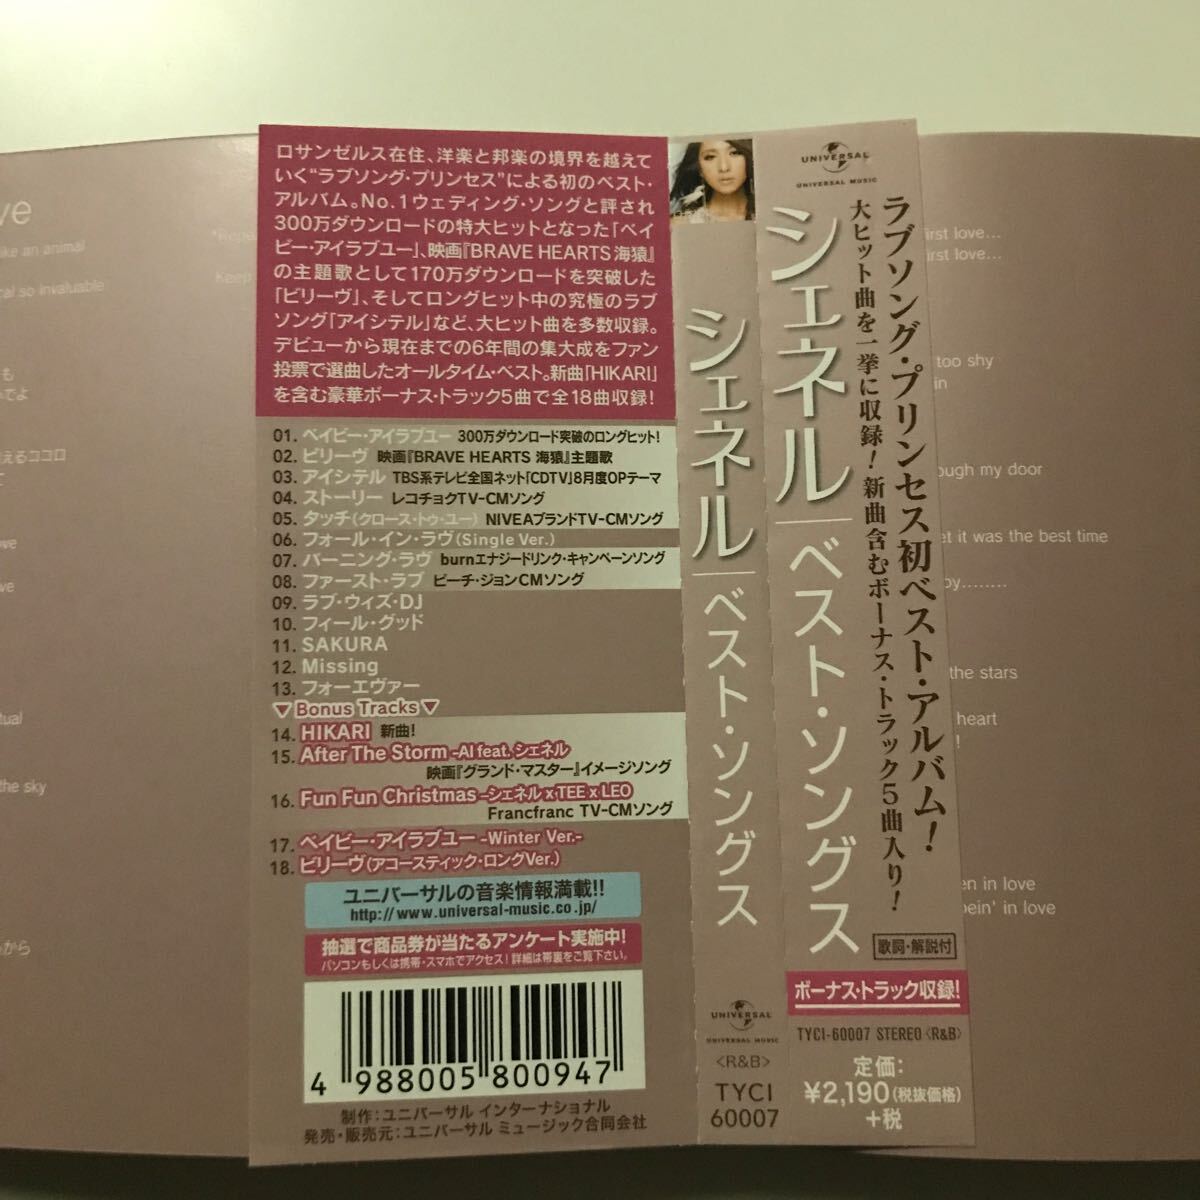 ve
like an animal
cal so invaluable
も
でよ
えるココロ
ove
ve
tual
the sky
から
Keep
ロサンゼルス在住、洋楽と邦楽の境界を越えて
いく“ラブソング・プリンセス”による初のベスト・
アルバム。No.1ウェディング・ソングと評され
300万ダウンロードの特大ヒットとなった「ベイ
ビー・アイラブユー」、映画『BRAVE HEARTS 海猿』
の主題歌として170万ダウンロードを突破した
「ビリーヴ」、そしてロングヒット中の究極のラブ
ソング「アイシテル」など、大ヒット曲を多数収録。
デビューから現在までの6年間の集大成をファン
投票で選曲したオールタイム・ベスト。新曲「HIKARI」
を含む豪華ボーナス・トラック5曲で全18曲収録!
01. ベイビー・アイラブユー 300万ダウンロード突破のロングヒット!
02. ビリーヴ 映画『BRAVE HEARTS 海猿』主題歌
03. アイシテル TBS系テレビ全国ネット「CDTV」8月度OPテーマ
04. ストーリー レコチョクTV-CMソング
05. タッチ(クロース・トゥ・ユー) NIVEAブランドTV-CMソング
06. フォール・イン・ラヴ(Single Ver.)
07. バーニング・ラヴ burnエナジードリンク・キャンペーンソング
08. ファースト・ラブ ピーチ・ジョンCMソング
09. ラブ・ウィズ・DJ
10. フィール・グッド
11. SAKURA
12. Missing
13. フォーエヴァー
▼ Bonus Tracks ▼
14. HIKARI 新曲!
15. After The Storm -AI feat. シェネル
映画『グランド・マスター』イメージソング
16. Fun Fun Christmas -シェネル x TEE x LEO
Francfranc TV-CMソング
17. ベイビー・アイラブユー -Winter Ver.-
18. ビリーヴ(アコースティック・ロングVer.)
ユニバーサルの音楽情報満載!!
http://www.universal-music.co.jp/
抽選で商品券が当たるアンケート実施中!
パソコンもしくは携帯・スマホでアクセス!詳細は帯裏をご覧下さい。
4 988005 800947
制作:ユニバーサル インターナショナル
発売・販売元:ユニバーサル ミュージック合同会社
シェネル
ベスト・ソングス
UNIVERSAL
UNIVERSAL MUSIC
<R&B>
TYCI
60007
UNIVERSAL
UNIVERSAL MUSIC
ラブソング・プリンセス初ベスト・アルバム!
大ヒット曲を一挙に収録!新曲含むボーナス・トラック5曲入り!
シェネル
ベスト・ソングス
歌詞・解説付
ボーナス・トラック収録!
TYCI-60007 STEREO <R&B>
定価:
¥2,190(税抜価格)
+税
first love...
first love...
too shy
in
ough my door
et it was the best time
oy........
the stars
heart
!
en in love
pein' in love